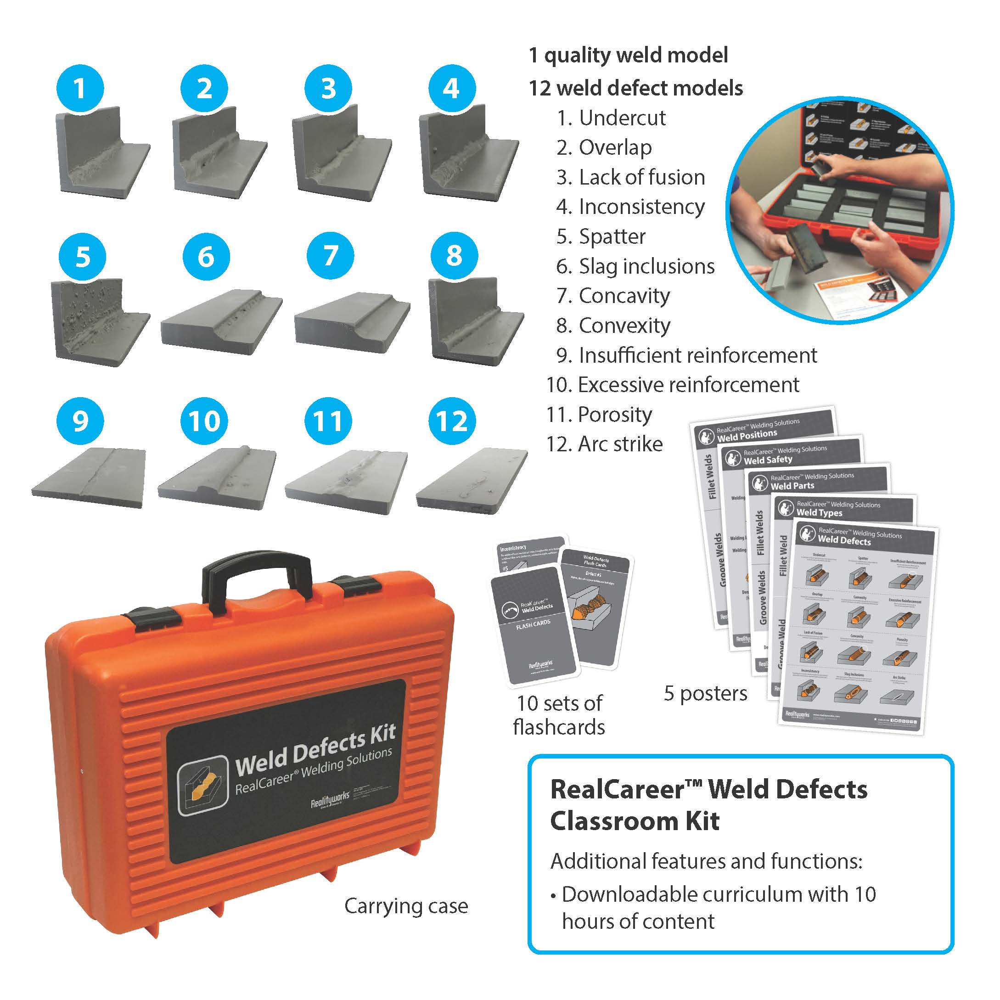 1 quality weld model
12 weld defect models
1. Undercut
2. Overlap
3. Lack of fusion
4. Inconsistency
5. Spatter
6. Slag inclusions
7. Concavity
8. Convexity
9. Insufficient reinforcement
10. Excessive reinforcement
11. Porosity
12. Arc strike
1
2
3
4
5
6
7
8
9
10
11
12
RealCareer™ Welding Solutions
Weld Positions
Fillet Welds
Groove Welds
RealCareer™ Welding Solutions
Weld Safety
Welding
RealCareer™ Welding Solutions
Weld Parts
Fillet Welds
Groove Welds
RealCareer™ Welding Solutions
Weld Types
Fillet Weld
Groove Weld
RealCareer™ Welding Solutions
Weld Defects
Undercut
Spatter
Insufficient Reinforcement
Overlap
Convexity
Excessive Reinforcement
Lack of Fusion
Concavity
Porosity
Inconsistency
Slag Inclusions
Arc Strike
Realityworks
www.realityworks.com
5 posters
Inconsistency
#5
Weld Defects
Flash Cards
Defect #5
RealCareer™
Weld Defects
FLASH CARDS
Realityworks
10 sets of
flashcards
Weld Defects Kit
RealCareer® Welding Solutions
Realityworks
Carrying case
RealCareer™ Weld Defects
Classroom Kit
Additional features and functions:
• Downloadable curriculum with 10
hours of content